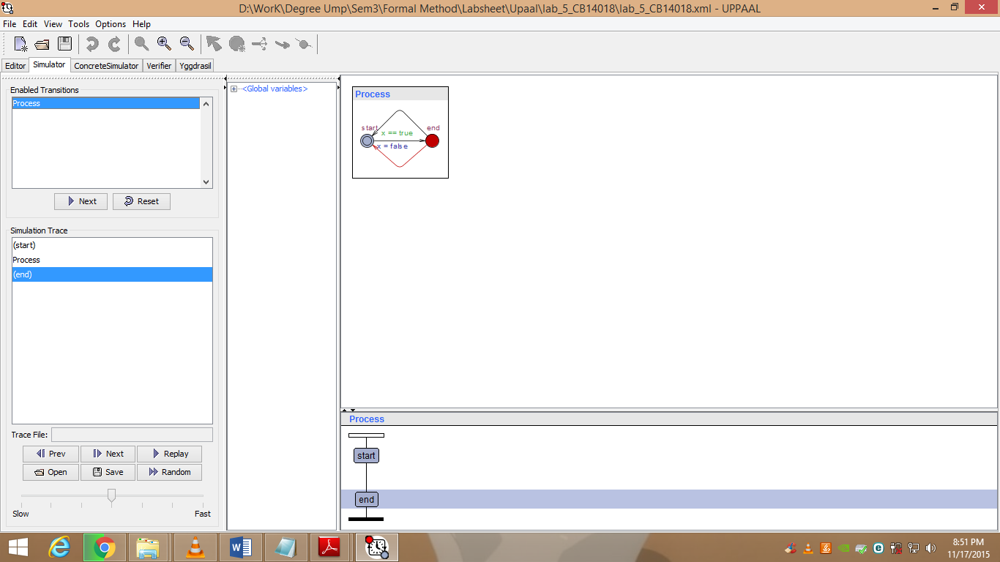 D:\WorK\Degree Ump\Sem3\Formal Method\Labsheet\Upaal\lab_5_CB14018\lab_5_CB14018.xml - UPPAAL
File Edit View Tools Options Help
Editor Simulator ConcreteSimulator Verifier Yggdrasil
Enabled Transitions
Process
Next Reset
Simulation Trace
(start)
Process
(end)
Trace File:
Prev Next Replay
Open Save Random
Slow Fast
<Global variables>
Process
start end
x == true
x = false
Process
start
end
8:51 PM
11/17/2015